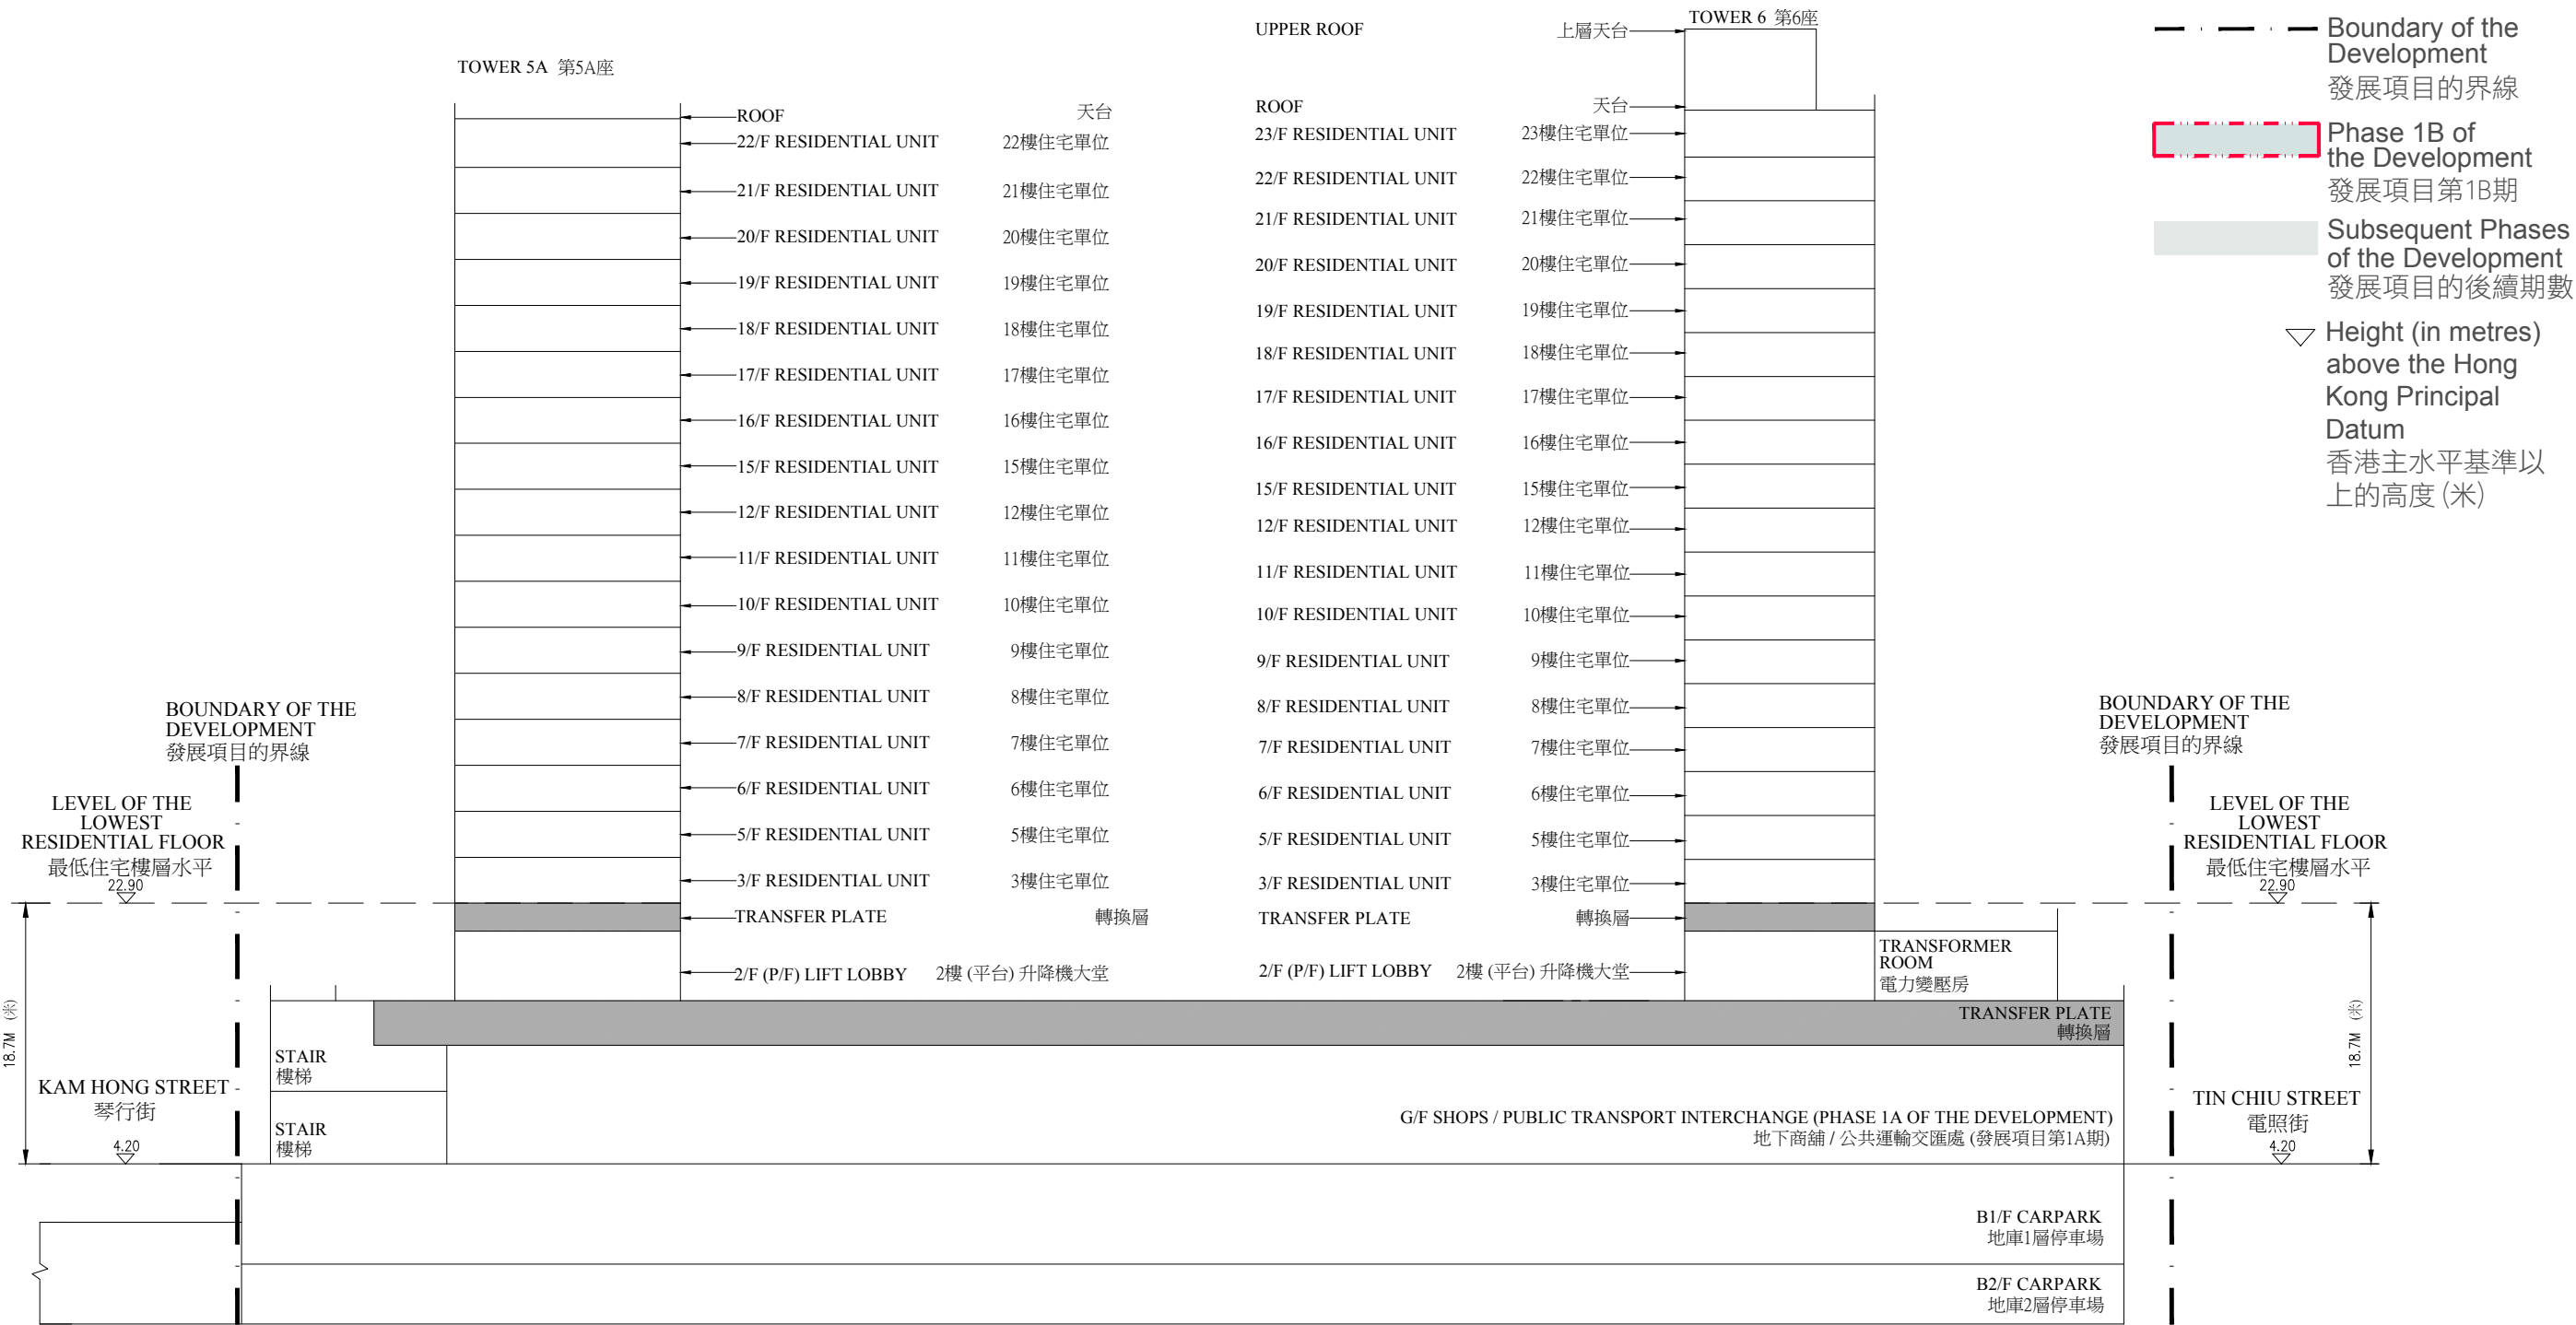 TOWER 5A 第5A座
ROOF 天台
22/F RESIDENTIAL UNIT 22樓住宅單位
21/F RESIDENTIAL UNIT 21樓住宅單位
20/F RESIDENTIAL UNIT 20樓住宅單位
19/F RESIDENTIAL UNIT 19樓住宅單位
18/F RESIDENTIAL UNIT 18樓住宅單位
17/F RESIDENTIAL UNIT 17樓住宅單位
16/F RESIDENTIAL UNIT 16樓住宅單位
15/F RESIDENTIAL UNIT 15樓住宅單位
12/F RESIDENTIAL UNIT 12樓住宅單位
11/F RESIDENTIAL UNIT 11樓住宅單位
10/F RESIDENTIAL UNIT 10樓住宅單位
9/F RESIDENTIAL UNIT 9樓住宅單位
8/F RESIDENTIAL UNIT 8樓住宅單位
7/F RESIDENTIAL UNIT 7樓住宅單位
6/F RESIDENTIAL UNIT 6樓住宅單位
5/F RESIDENTIAL UNIT 5樓住宅單位
3/F RESIDENTIAL UNIT 3樓住宅單位
TRANSFER PLATE 轉換層
2/F (P/F) LIFT LOBBY 2樓 (平台) 升降機大堂
TOWER 6 第6座
UPPER ROOF 上層天台
ROOF 天台
23/F RESIDENTIAL UNIT 23樓住宅單位
22/F RESIDENTIAL UNIT 22樓住宅單位
21/F RESIDENTIAL UNIT 21樓住宅單位
20/F RESIDENTIAL UNIT 20樓住宅單位
19/F RESIDENTIAL UNIT 19樓住宅單位
18/F RESIDENTIAL UNIT 18樓住宅單位
17/F RESIDENTIAL UNIT 17樓住宅單位
16/F RESIDENTIAL UNIT 16樓住宅單位
15/F RESIDENTIAL UNIT 15樓住宅單位
12/F RESIDENTIAL UNIT 12樓住宅單位
11/F RESIDENTIAL UNIT 11樓住宅單位
10/F RESIDENTIAL UNIT 10樓住宅單位
9/F RESIDENTIAL UNIT 9樓住宅單位
8/F RESIDENTIAL UNIT 8樓住宅單位
7/F RESIDENTIAL UNIT 7樓住宅單位
6/F RESIDENTIAL UNIT 6樓住宅單位
5/F RESIDENTIAL UNIT 5樓住宅單位
3/F RESIDENTIAL UNIT 3樓住宅單位
TRANSFER PLATE 轉換層
2/F (P/F) LIFT LOBBY 2樓 (平台) 升降機大堂
Boundary of the
Development
發展項目的界線
Phase 1B of
the Development
發展項目第1B期
Subsequent Phases
of the Development
發展項目的後續期數
Height (in metres)
above the Hong
Kong Principal
Datum
香港主水平基準以
上的高度 (米)
BOUNDARY OF THE
DEVELOPMENT
發展項目的界線
LEVEL OF THE
LOWEST
RESIDENTIAL FLOOR
最低住宅樓層水平
22.90
18.7M (米)
KAM HONG STREET
琴行街
4.20
STAIR
樓梯
STAIR
樓梯
BOUNDARY OF THE
DEVELOPMENT
發展項目的界線
LEVEL OF THE
LOWEST
RESIDENTIAL FLOOR
最低住宅樓層水平
22.90
TRANSFORMER
ROOM
電力變壓房
TRANSFER PLATE
轉換層
18.7M (米)
TIN CHIU STREET
電照街
4.20
G/F SHOPS / PUBLIC TRANSPORT INTERCHANGE (PHASE 1A OF THE DEVELOPMENT)
地下商舖 / 公共運輸交匯處 (發展項目第1A期)
B1/F CARPARK
地庫1層停車場
B2/F CARPARK
地庫2層停車場